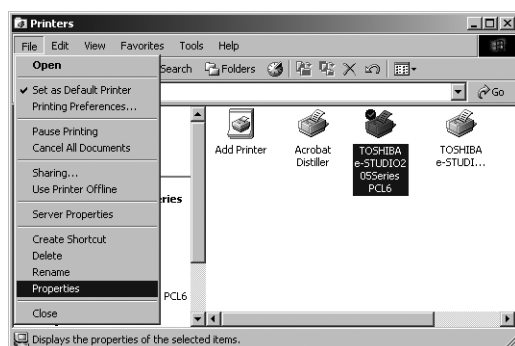 Printers
File Edit View Favorites Tools Help
Search Folders
Go
Open
Set as Default Printer
Printing Preferences...
Pause Printing
Cancel All Documents
Sharing...
Use Printer Offline
Server Properties
Create Shortcut
Delete
Rename
Properties
Close
eries
PCL6
Add Printer
Acrobat
Distiller
TOSHIBA
e-STUDIO2
05Series
PCL6
TOSHIBA
e-STUDI...
Displays the properties of the selected items.